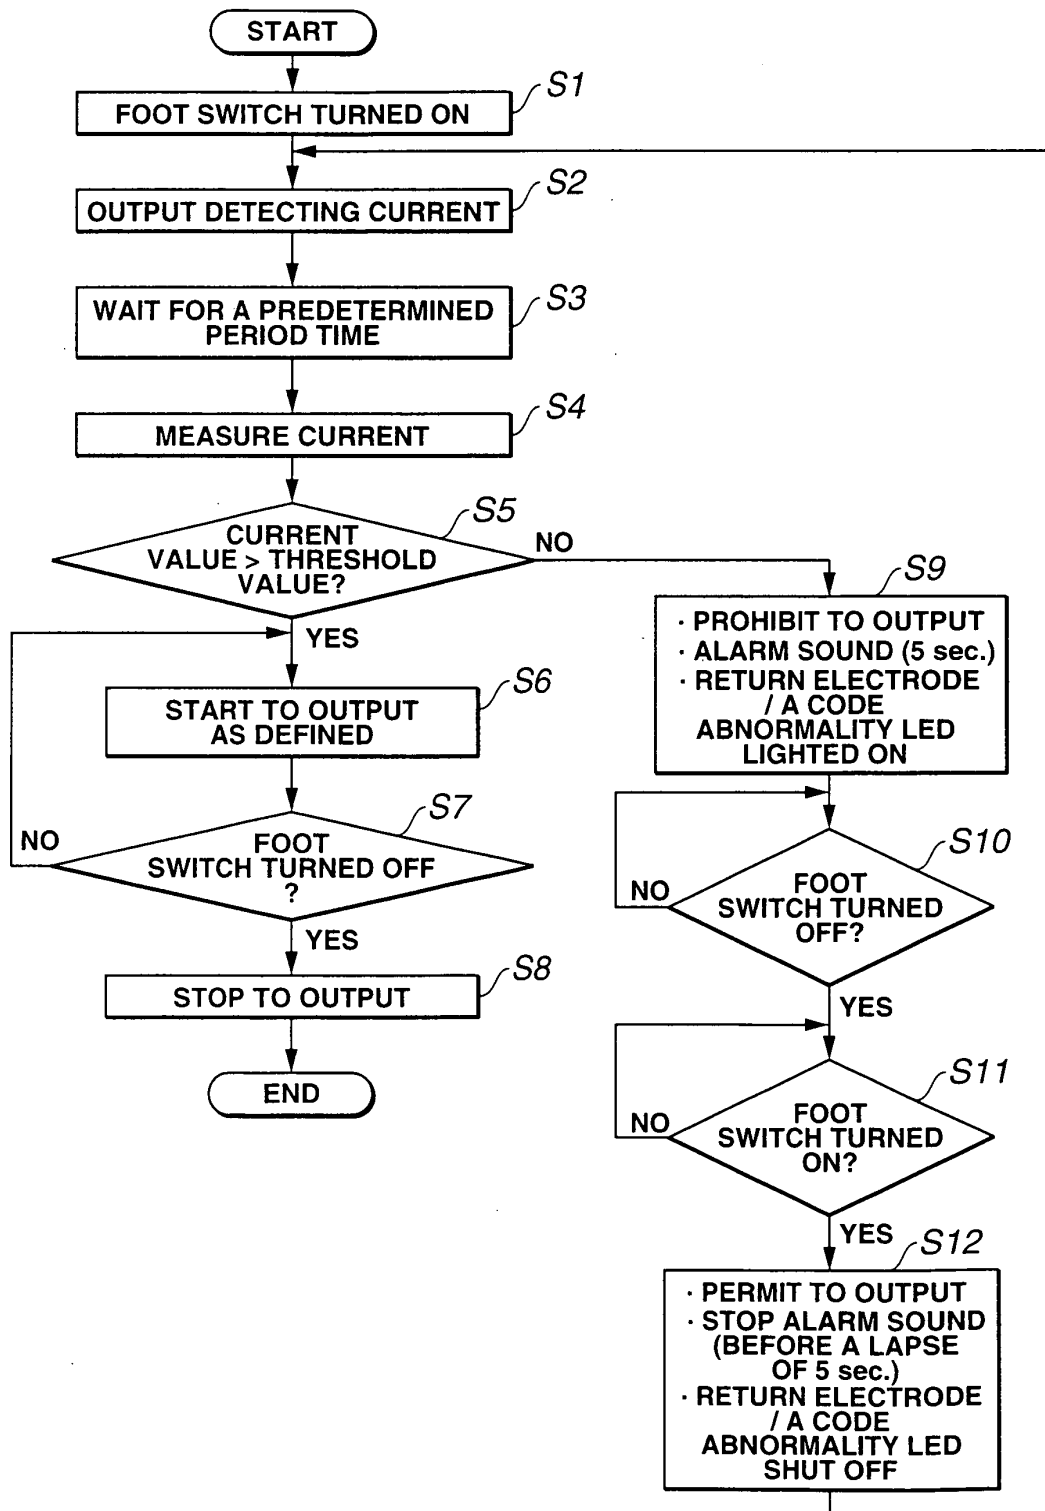 START
S1
FOOT SWITCH TURNED ON
S2
OUTPUT DETECTING CURRENT
S3
WAIT FOR A PREDETERMINED
PERIOD TIME
S4
MEASURE CURRENT
S5
CURRENT
VALUE > THRESHOLD
VALUE?
NO
YES
S6
START TO OUTPUT
AS DEFINED
S7
NO
FOOT
SWITCH TURNED OFF
?
YES
S8
STOP TO OUTPUT
END
S9
· PROHIBIT TO OUTPUT
· ALARM SOUND (5 sec.)
· RETURN ELECTRODE
/ A CODE
ABNORMALITY LED
LIGHTED ON
S10
NO
FOOT
SWITCH TURNED
OFF?
YES
S11
NO
FOOT
SWITCH TURNED
ON?
YES
S12
· PERMIT TO OUTPUT
· STOP ALARM SOUND
(BEFORE A LAPSE
OF 5 sec.)
· RETURN ELECTRODE
/ A CODE
ABNORMALITY LED
SHUT OFF